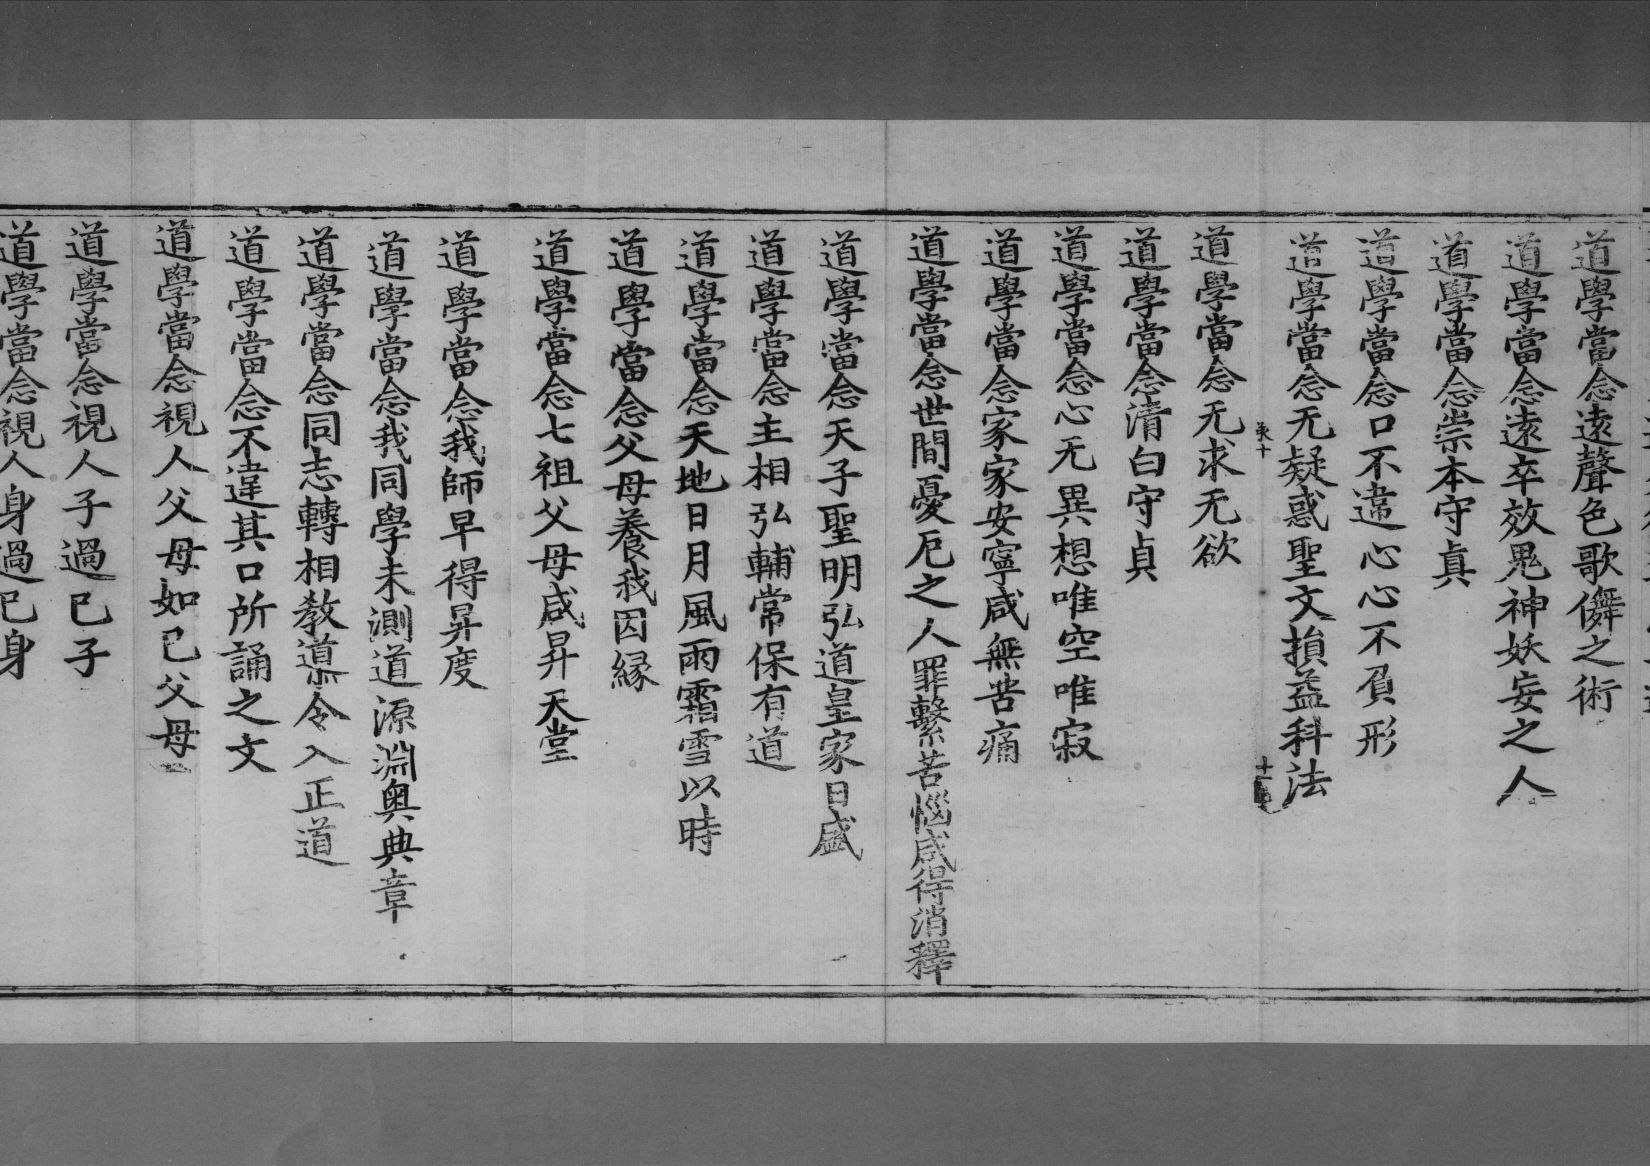 道學當念遠聲色歌儛之術
道學當念遠卒效鬼神妖妄之人
道學當念崇本守真
道學當念口不違心心不負形
道學當念无疑惑聖文損益科法
道學當念无求无欲
道學當念清白守貞
道學當念心无異想唯空唯寂
道學當念家家安寧咸無苦痛
道學當念世間憂厄之人罪繫苦惱咸得消釋
道學當念天子聖明弘道皇家日盛
道學當念主相弘輔常保有道
道學當念天地日月風雨霜雪以時
道學當念父母養我因緣
道學當念七祖父母咸昇天堂
道學當念我師早得昇度
道學當念我同學未測道源淵奧典章
道學當念同志轉相教導令入正道
道學當念不違其口所誦之文
道學當念視人父母如己父母
道學當念視人子過己子
道學當念視人身過己身